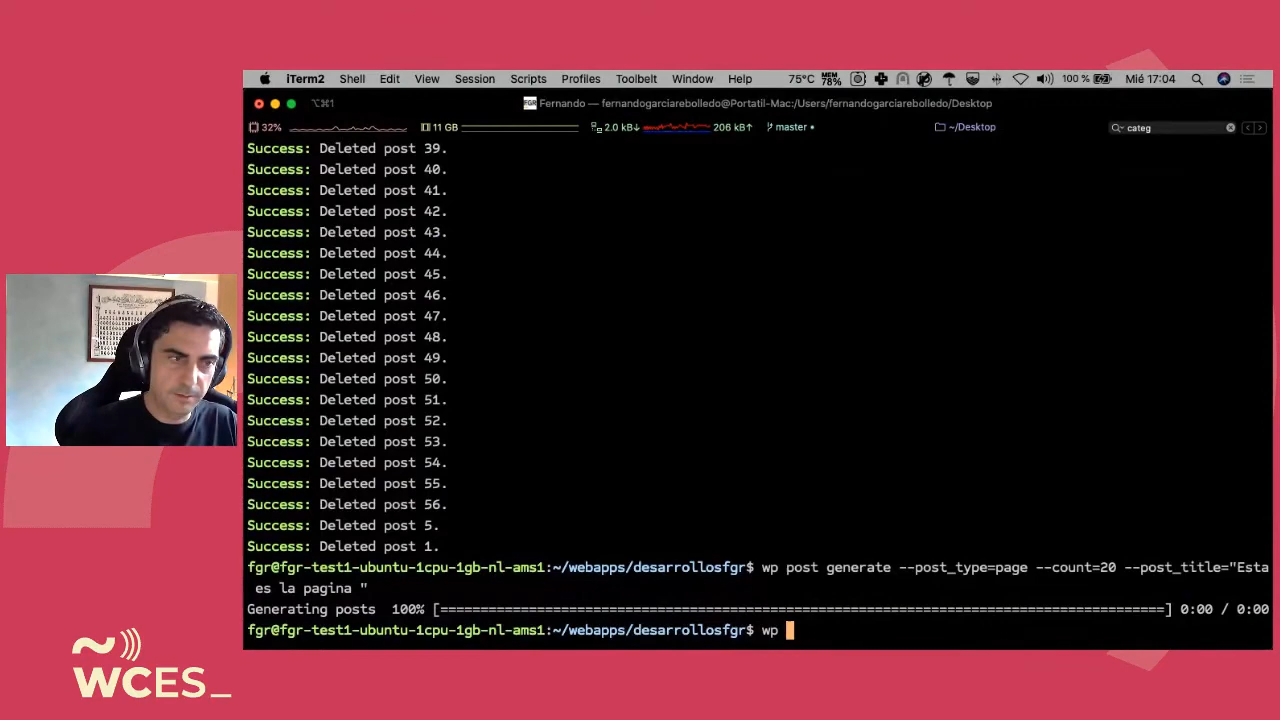 iTerm2 Shell Edit View Session Scripts Profiles Toolbelt Window Help 75°C MEM 78% 100 % Mié 17:04
⌥⌘1 FGR Fernando — fernandogarciarebolledo@Portatil-Mac:/Users/fernandogarciarebolledo/Desktop
32% 11 GB 2.0 kB↓ 206 kB↑ master • ~/Desktop categ
Success: Deleted post 39.
Success: Deleted post 40.
Success: Deleted post 41.
Success: Deleted post 42.
Success: Deleted post 43.
Success: Deleted post 44.
Success: Deleted post 45.
Success: Deleted post 46.
Success: Deleted post 47.
Success: Deleted post 48.
Success: Deleted post 49.
Success: Deleted post 50.
Success: Deleted post 51.
Success: Deleted post 52.
Success: Deleted post 53.
Success: Deleted post 54.
Success: Deleted post 55.
Success: Deleted post 56.
Success: Deleted post 5.
Success: Deleted post 1.
fgr@fgr-test1-ubuntu-1cpu-1gb-nl-ams1:~/webapps/desarrollosfgr$ wp post generate --post_type=page --count=20 --post_title="Esta
es la pagina "
Generating posts 100% [==========================================================================================] 0:00 / 0:00
fgr@fgr-test1-ubuntu-1cpu-1gb-nl-ams1:~/webapps/desarrollosfgr$ wp
WCES_